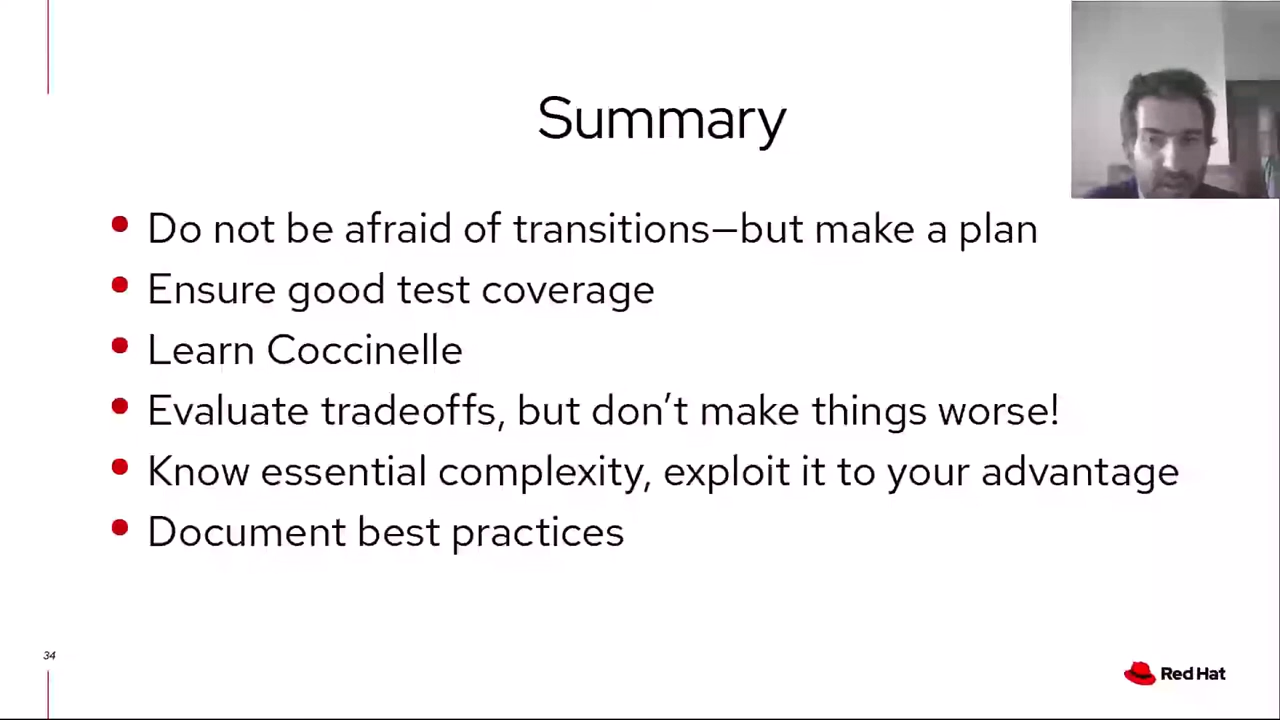 Summary
Do not be afraid of transitions—but make a plan
Ensure good test coverage
Learn Coccinelle
Evaluate tradeoffs, but don’t make things worse!
Know essential complexity, exploit it to your advantage
Document best practices
34
Red Hat